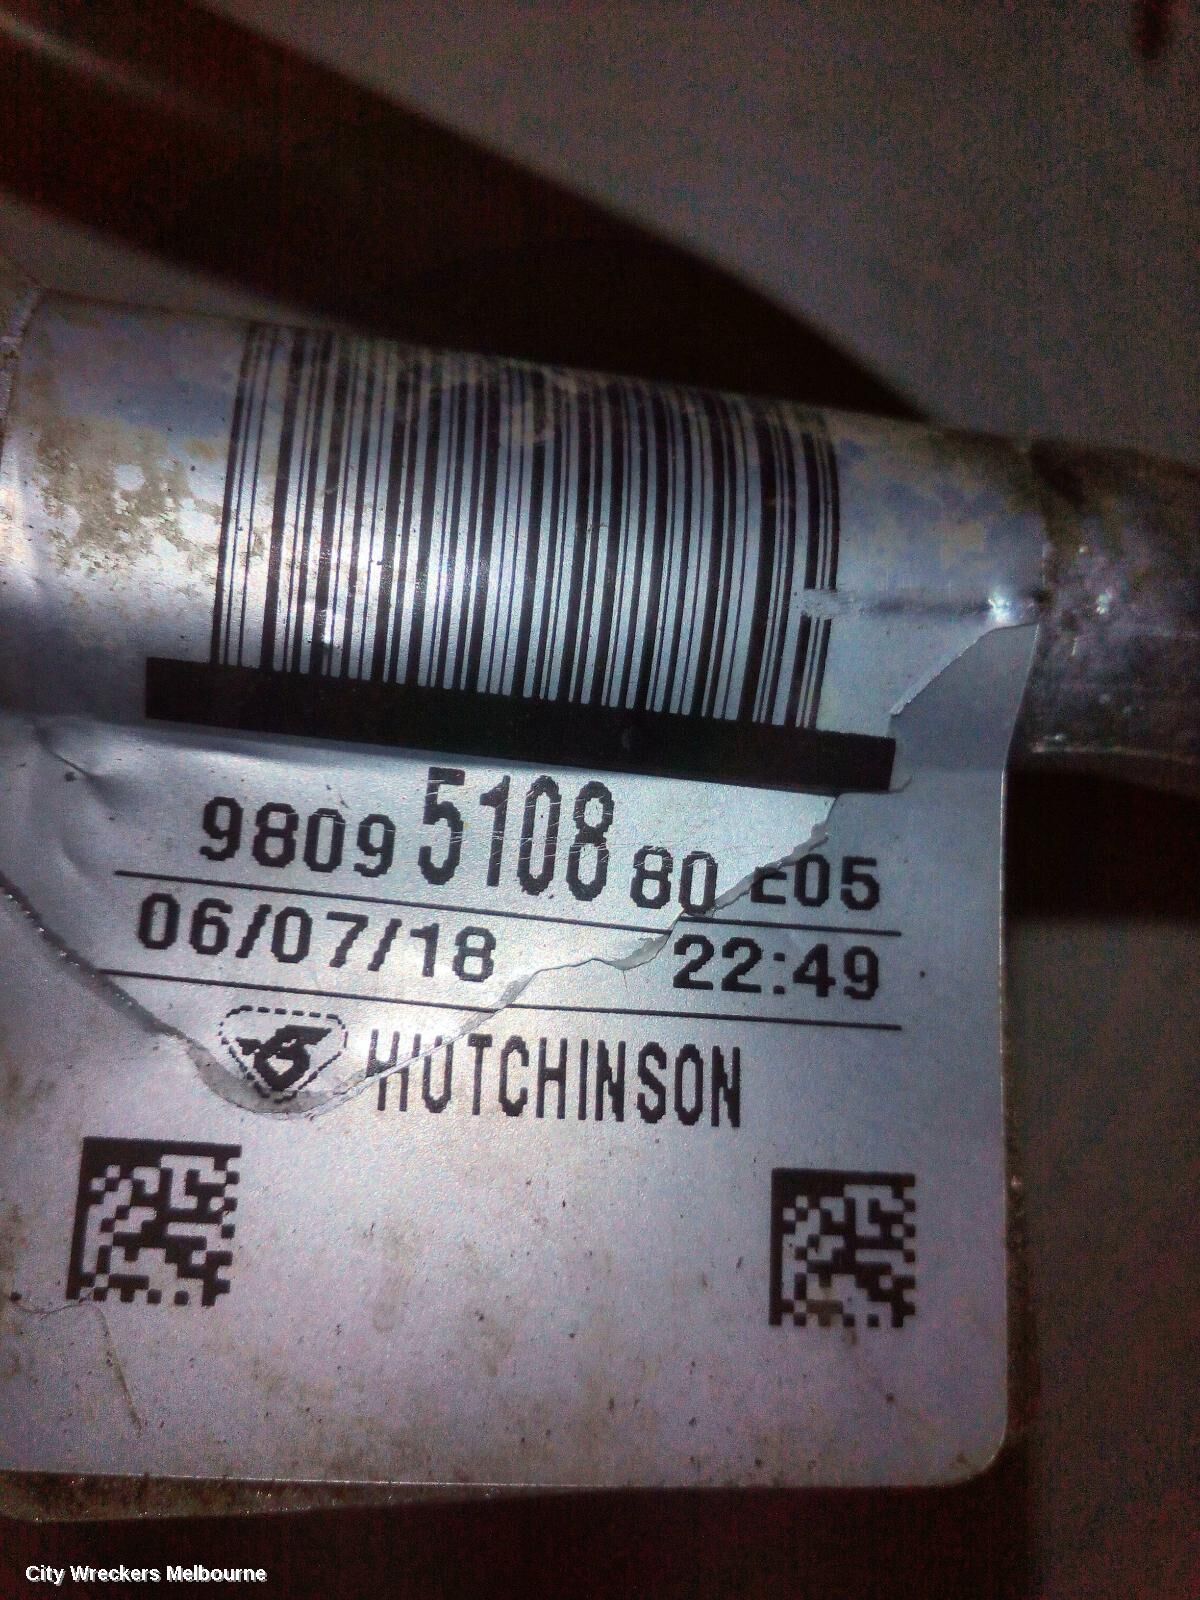 9809 5108 80 E05
06/07/18 22:49
HUTCHINSON
City Wreckers Melbourne